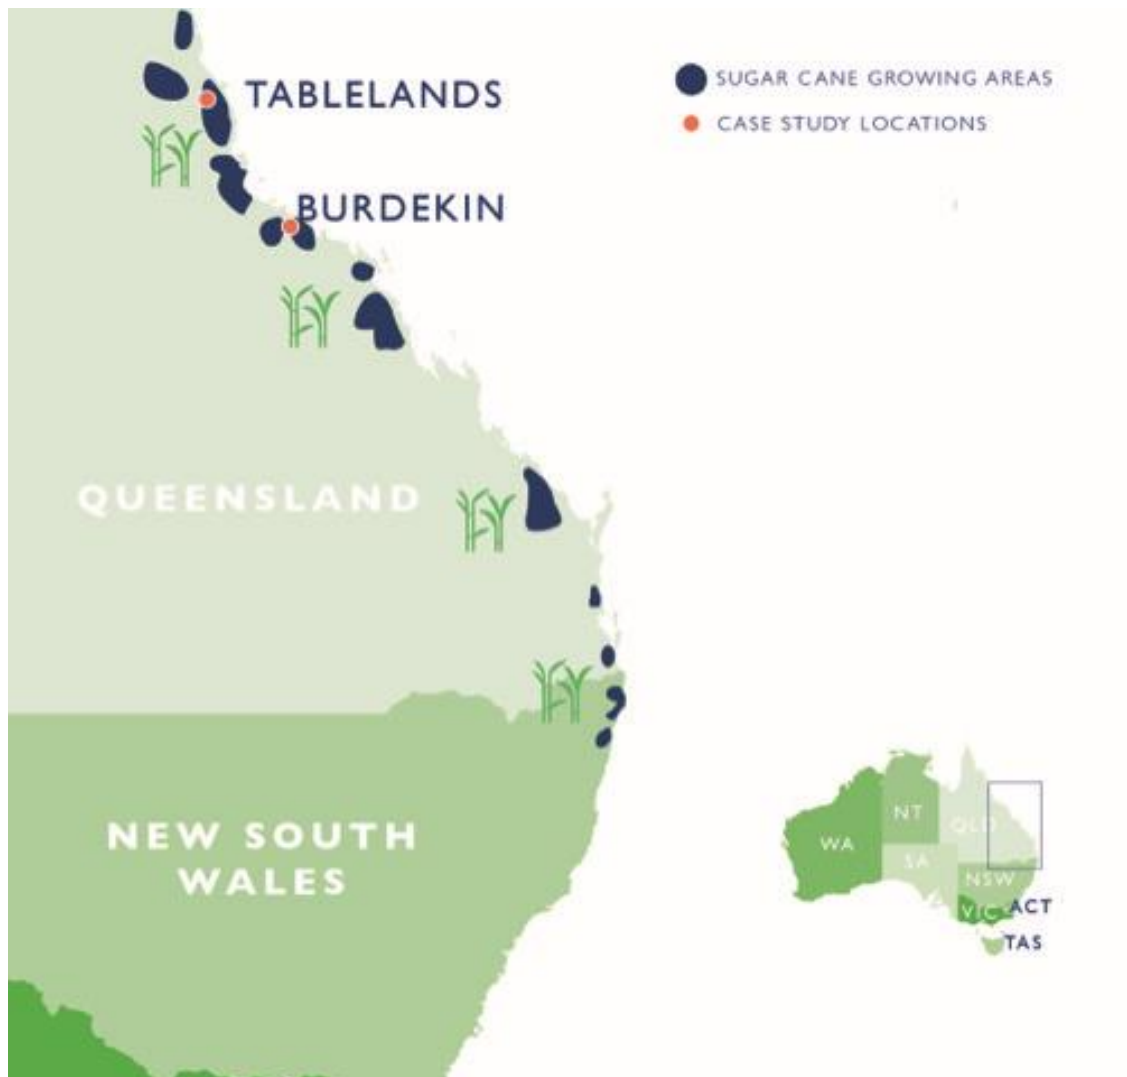 TABLELANDS
SUGAR CANE GROWING AREAS
CASE STUDY LOCATIONS
BURDEKIN
QUEENSLAND
NEW SOUTH
WALES
NT
QLD
WA
SA
NSW
VIC
ACT
TAS